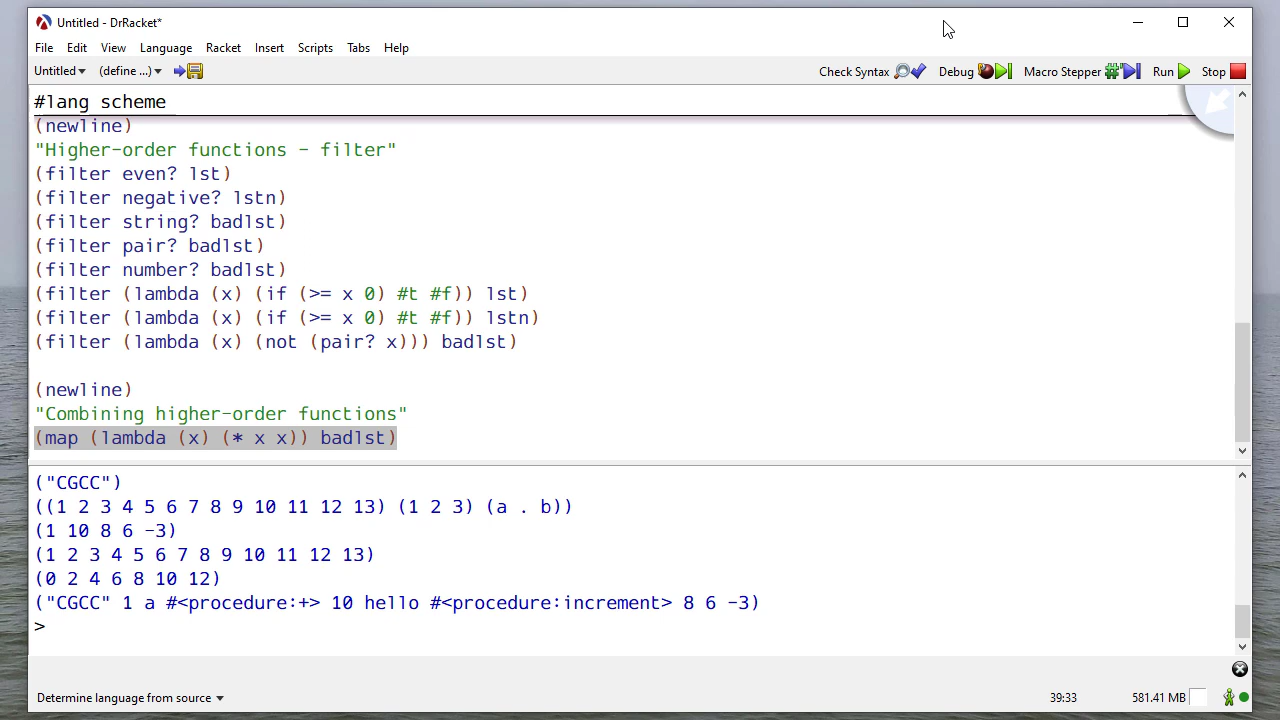 Untitled - DrRacket*
File Edit View Language Racket Insert Scripts Tabs Help
Untitled (define ...) Check Syntax Debug Macro Stepper Run Stop
#lang scheme
(newline)
"Higher-order functions - filter"
(filter even? lst)
(filter negative? lstn)
(filter string? badlst)
(filter pair? badlst)
(filter number? badlst)
(filter (lambda (x) (if (>= x 0) #t #f)) lst)
(filter (lambda (x) (if (>= x 0) #t #f)) lstn)
(filter (lambda (x) (not (pair? x))) badlst)
(newline)
"Combining higher-order functions"
(map (lambda (x) (* x x)) badlst)
("CGCC")
((1 2 3 4 5 6 7 8 9 10 11 12 13) (1 2 3) (a . b))
(1 10 8 6 -3)
(1 2 3 4 5 6 7 8 9 10 11 12 13)
(0 2 4 6 8 10 12)
("CGCC" 1 a #<procedure:+> 10 hello #<procedure:increment> 8 6 -3)
>
Determine language from source 39:33 581.41 MB